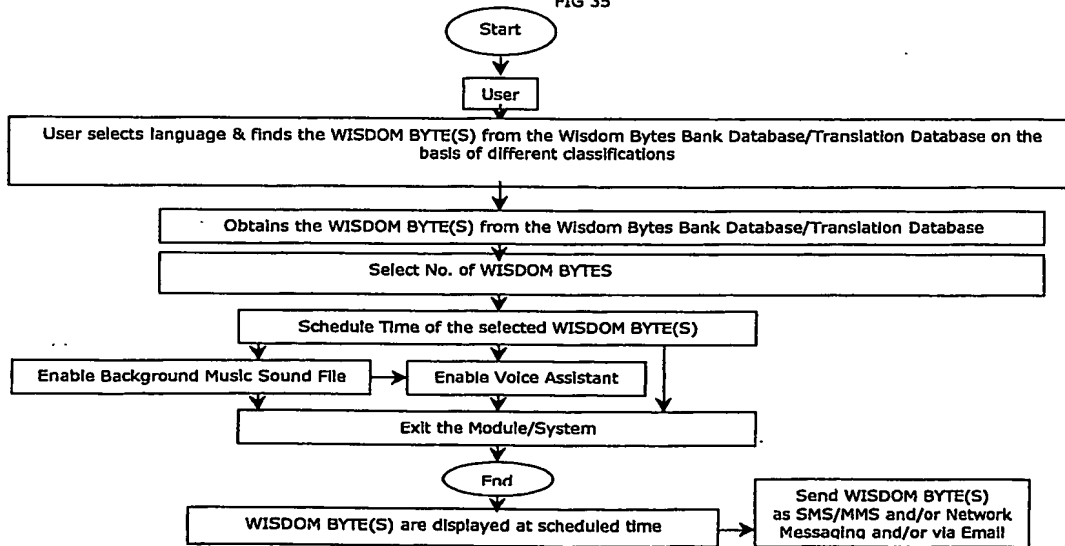 FIG 35
Start
User
User selects language & finds the WISDOM BYTE(S) from the Wisdom Bytes Bank Database/Translation Database on the
basis of different classifications
Obtains the WISDOM BYTE(S) from the Wisdom Bytes Bank Database/Translation Database
Select No. of WISDOM BYTES
Schedule Time of the selected WISDOM BYTE(S)
Enable Background Music Sound File
Enable Voice Assistant
Exit the Module/System
End
WISDOM BYTE(S) are displayed at scheduled time
Send WISDOM BYTE(S)
as SMS/MMS and/or Network
Messaging and/or via Email